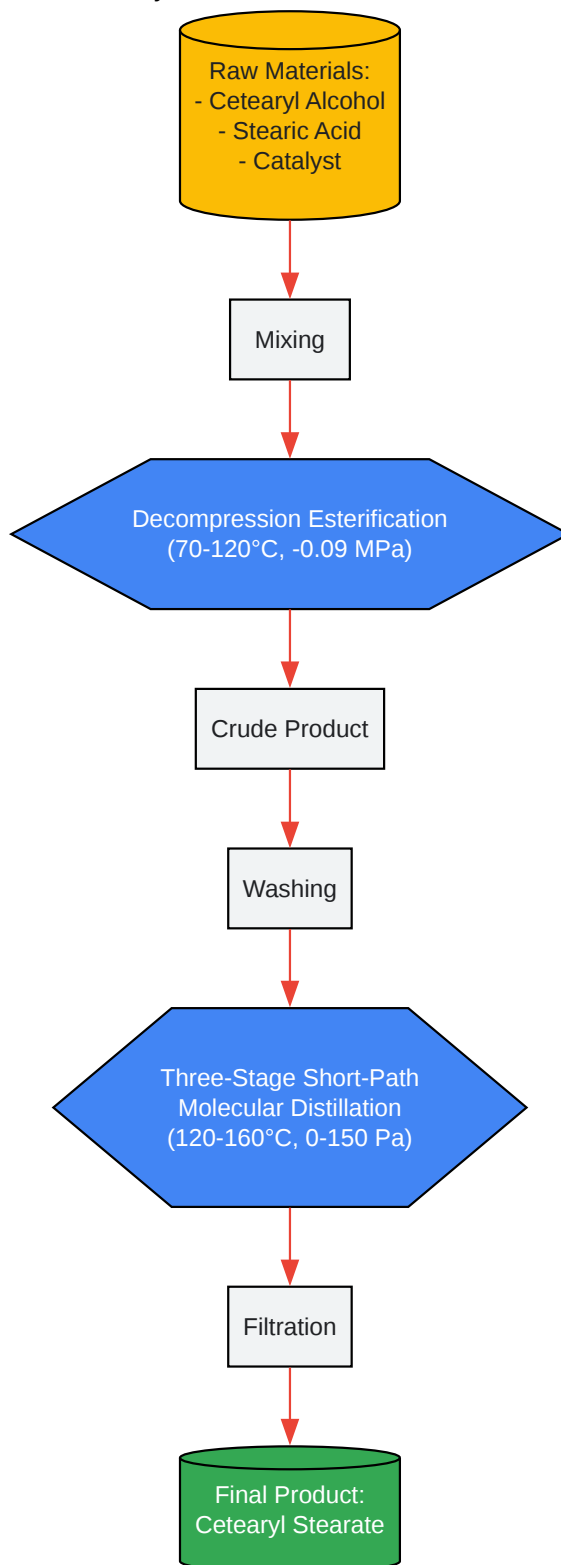 Raw Materials:
- Cetearyl Alcohol
- Stearic Acid
- Catalyst
Mixing
Decompression Esterification
(70-120°C, -0.09 MPa)
Crude Product
Washing
Three-Stage Short-Path
Molecular Distillation
(120-160°C, 0-150 Pa)
Filtration
Final Product:
Cetearyl Stearate